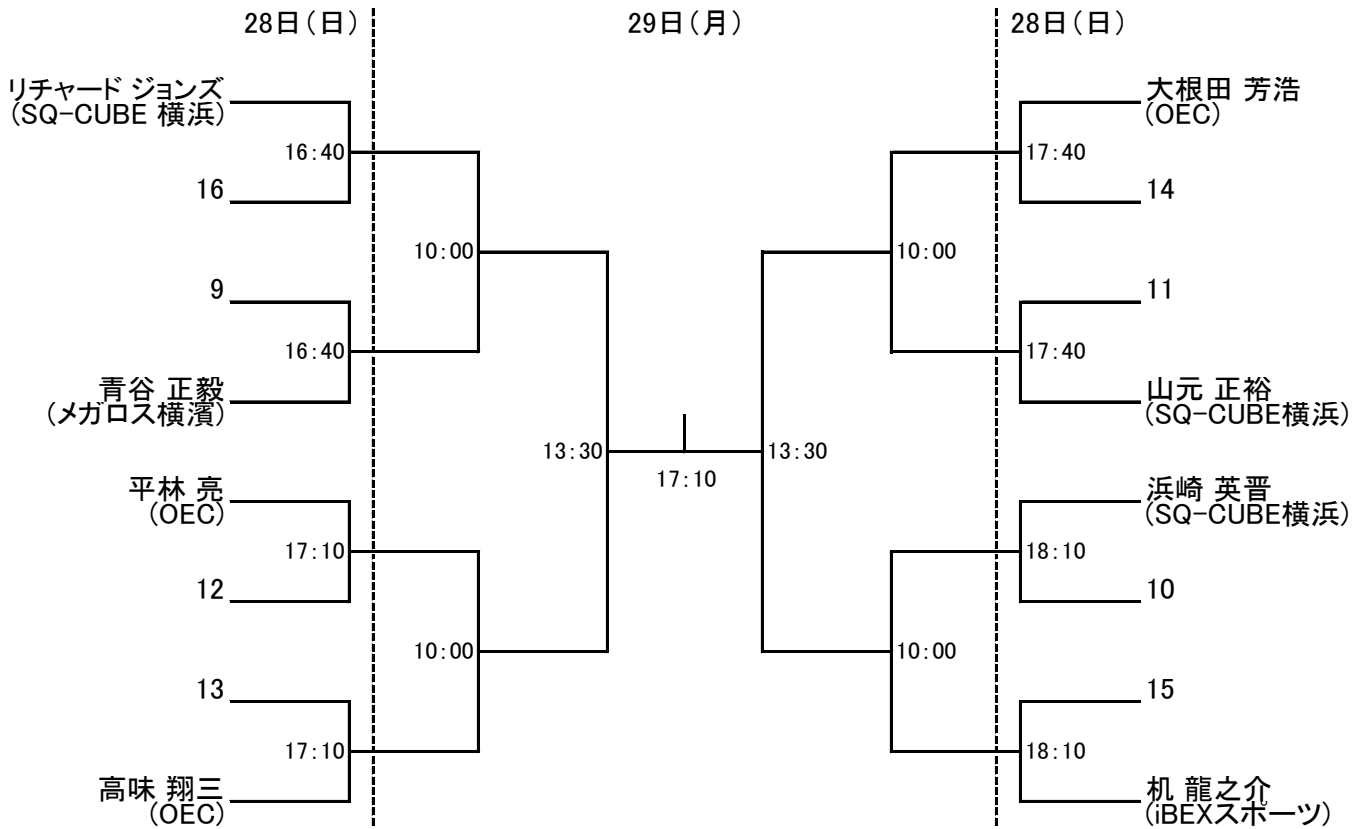 28日(日)
29日(月)
28日(日)
リチャード ジョンズ
(SQ-CUBE 横浜)
16:40
16
10:00
9
16:40
青谷 正毅
(メガロス横濱)
13:30
平林 亮
(OEC)
17:10
12
10:00
13
17:10
高味 翔三
(OEC)
17:10
大根田 芳浩
(OEC)
17:40
14
10:00
11
17:40
山元 正裕
(SQ-CUBE横浜)
13:30
浜崎 英晋
(SQ-CUBE横浜)
18:10
10
10:00
15
18:10
机 龍之介
(iBEXスポーツ)